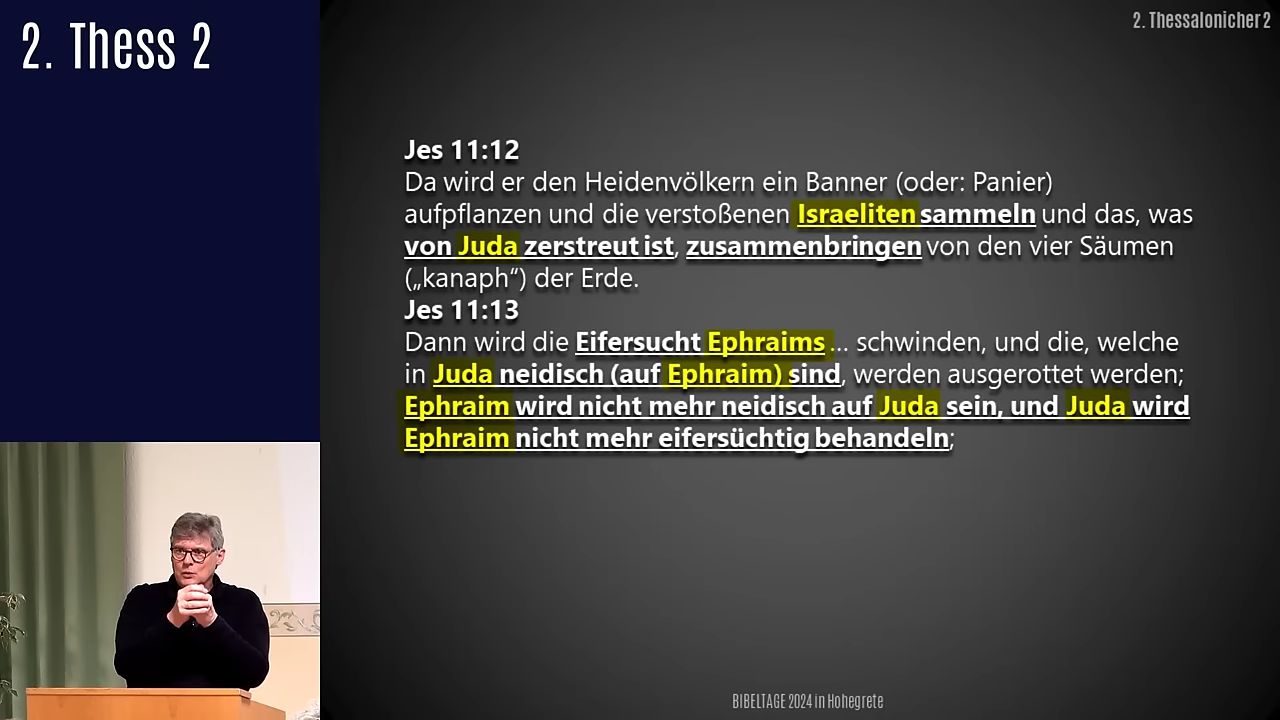 2. Thess 2
2. Thessalonicher 2
Jes 11:12
Da wird er den Heidenvölkern ein Banner (oder: Panier)
aufpflanzen und die verstoßenen Israeliten sammeln und das, was
von Juda zerstreut ist, zusammenbringen von den vier Säumen
(„kanaph“) der Erde.
Jes 11:13
Dann wird die Eifersucht Ephraims ... schwinden, und die, welche
in Juda neidisch (auf Ephraim) sind, werden ausgerottet werden;
Ephraim wird nicht mehr neidisch auf Juda sein, und Juda wird
Ephraim nicht mehr eifersüchtig behandeln;
BIBELTAGE 2024 in Hohegrete